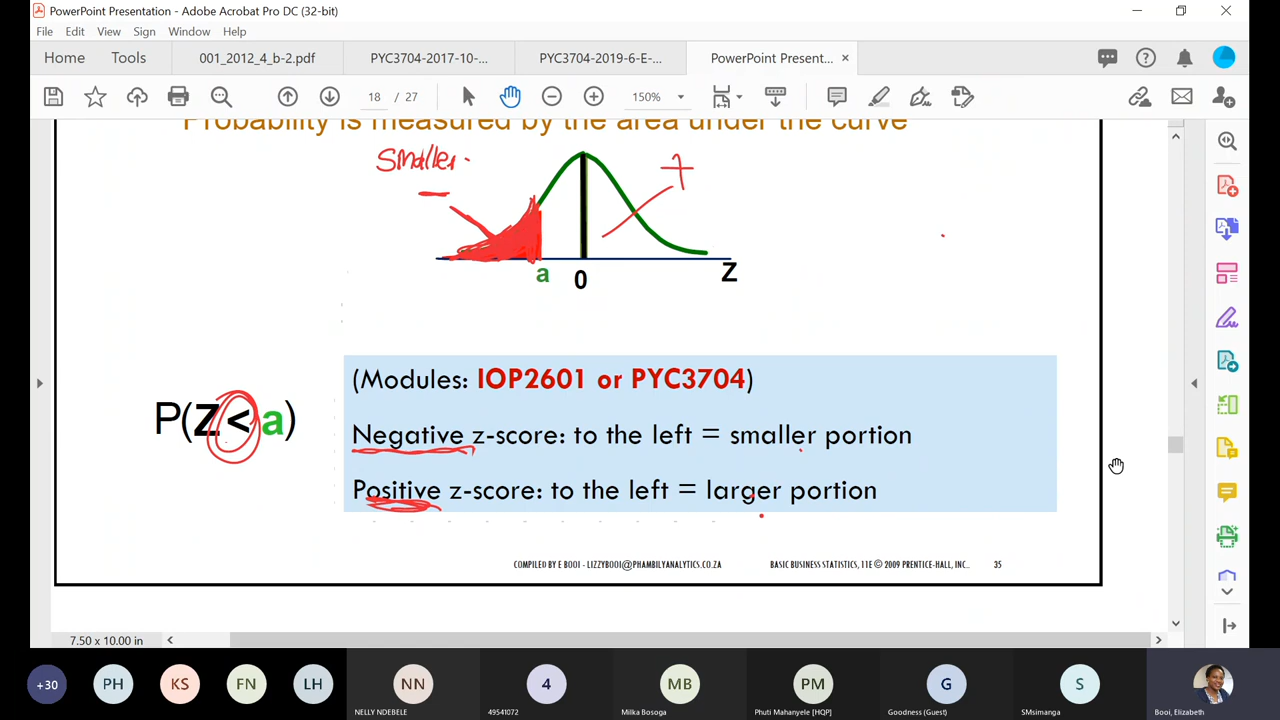 PowerPoint Presentation - Adobe Acrobat Pro DC (32-bit)
File Edit View Sign Window Help
Home Tools 001_2012_4_b-2.pdf PYC3704-2017-10-... PYC3704-2019-6-E-... PowerPoint Present... ×
18 / 27 150%
Probability is measured by the area under the curve
Smaller
+
−
a 0 Z
(Modules: IOP2601 or PYC3704)
P(Z < a)
Negative z-score: to the left = smaller portion
Positive z-score: to the left = larger portion
COMPILED BY E BOOI - LIZZYBOOI@PHAMBILYANALYTICS.CO.ZA BASIC BUSINESS STATISTICS, 11E © 2009 PRENTICE-HALL, INC.. 35
7.50 x 10.00 in
+30 PH KS FN LH NN 4 MB PM G S
NELLY NDEBELE 49541072 Milka Bosoga Phuti Mahanyele [HQP] Goodness (Guest) SMsimanga Booi, Elizabeth